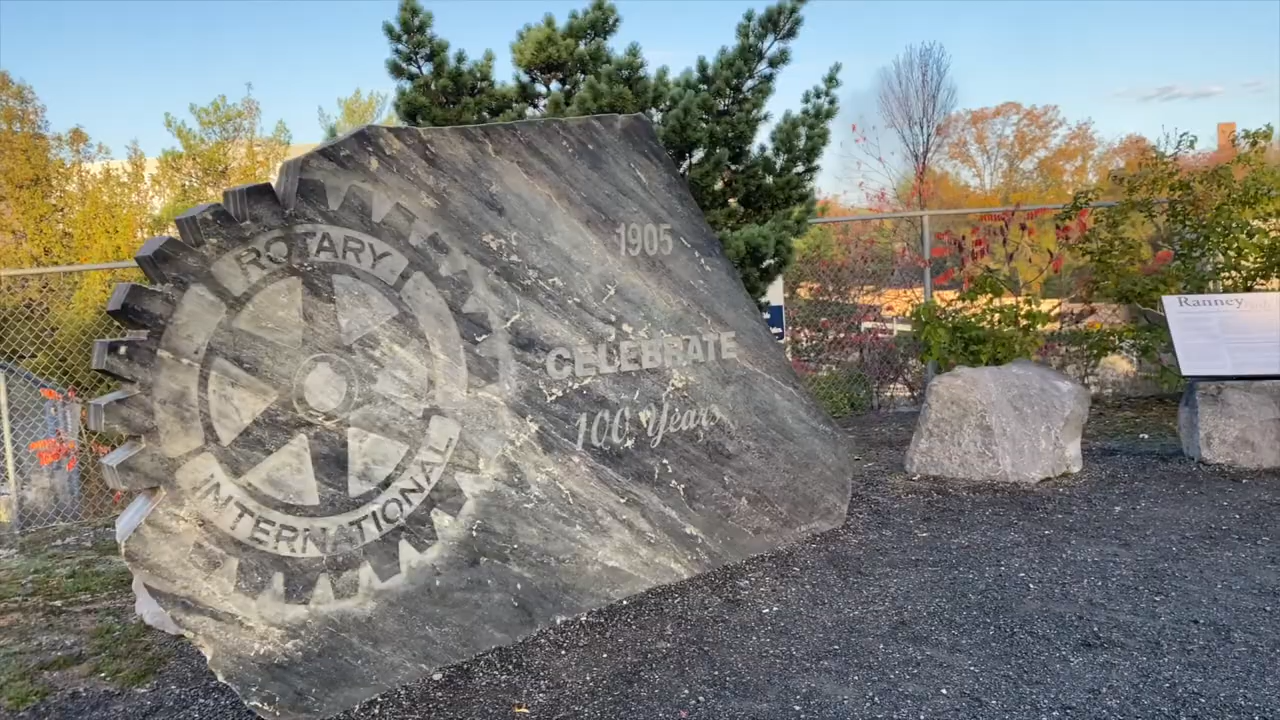 ROTARY
INTERNATIONAL
1905
CELEBRATE
100 Years
Ranney